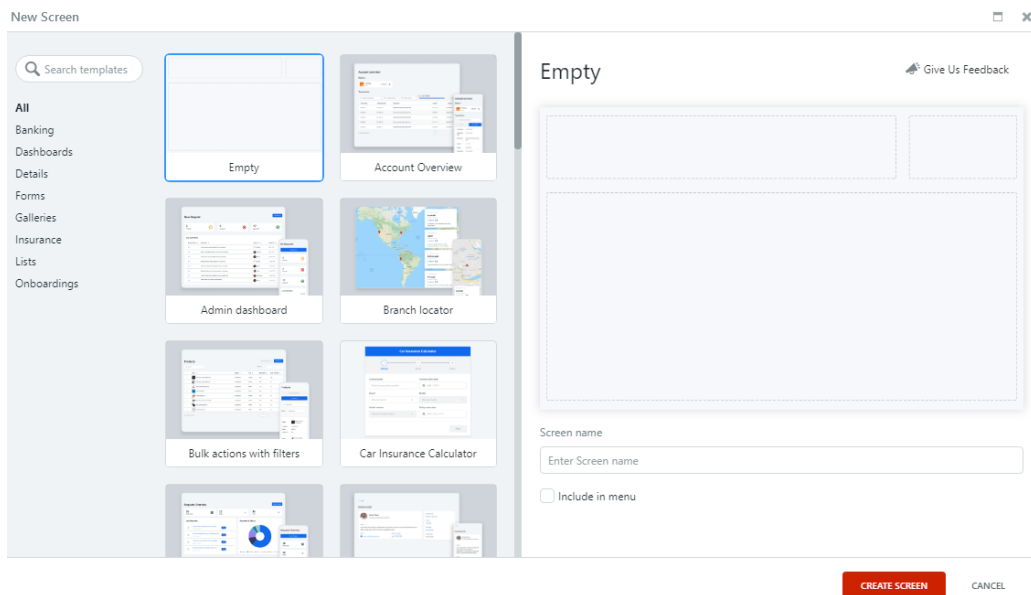 New Screen
Search templates
All
Banking
Dashboards
Details
Forms
Galleries
Insurance
Lists
Onboardings
Empty
Account Overview
Admin dashboard
Branch locator
Bulk actions with filters
Car Insurance Calculator
Empty
Give Us Feedback
Screen name
Enter Screen name
Include in menu
CREATE SCREEN
CANCEL